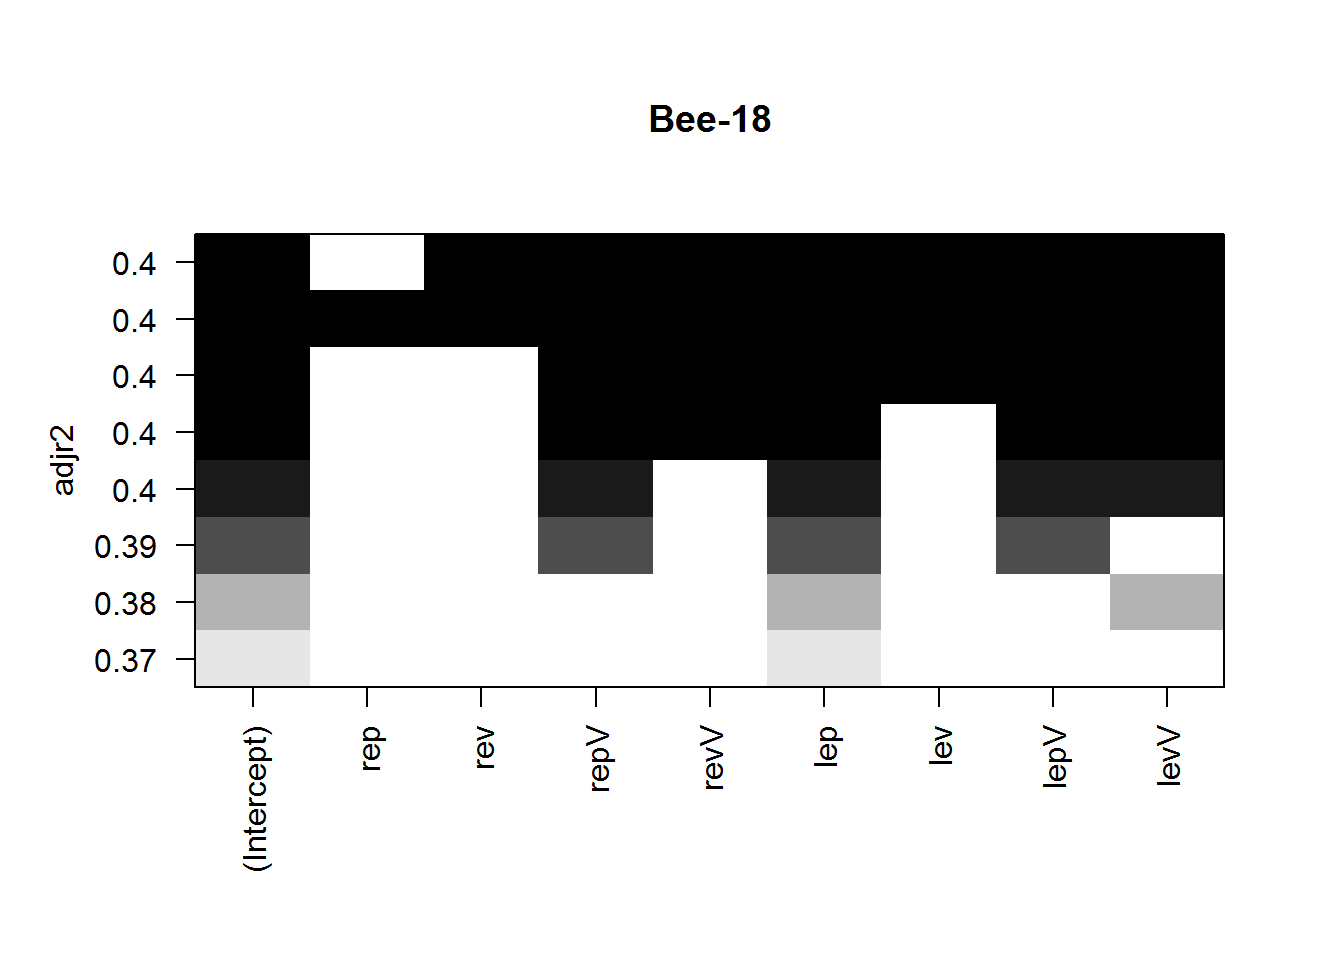 Bee-18
adjr2
0.4
0.4
0.4
0.4
0.4
0.39
0.38
0.37
(Intercept)
rep
rev
repV
revV
lep
lev
lepV
levV